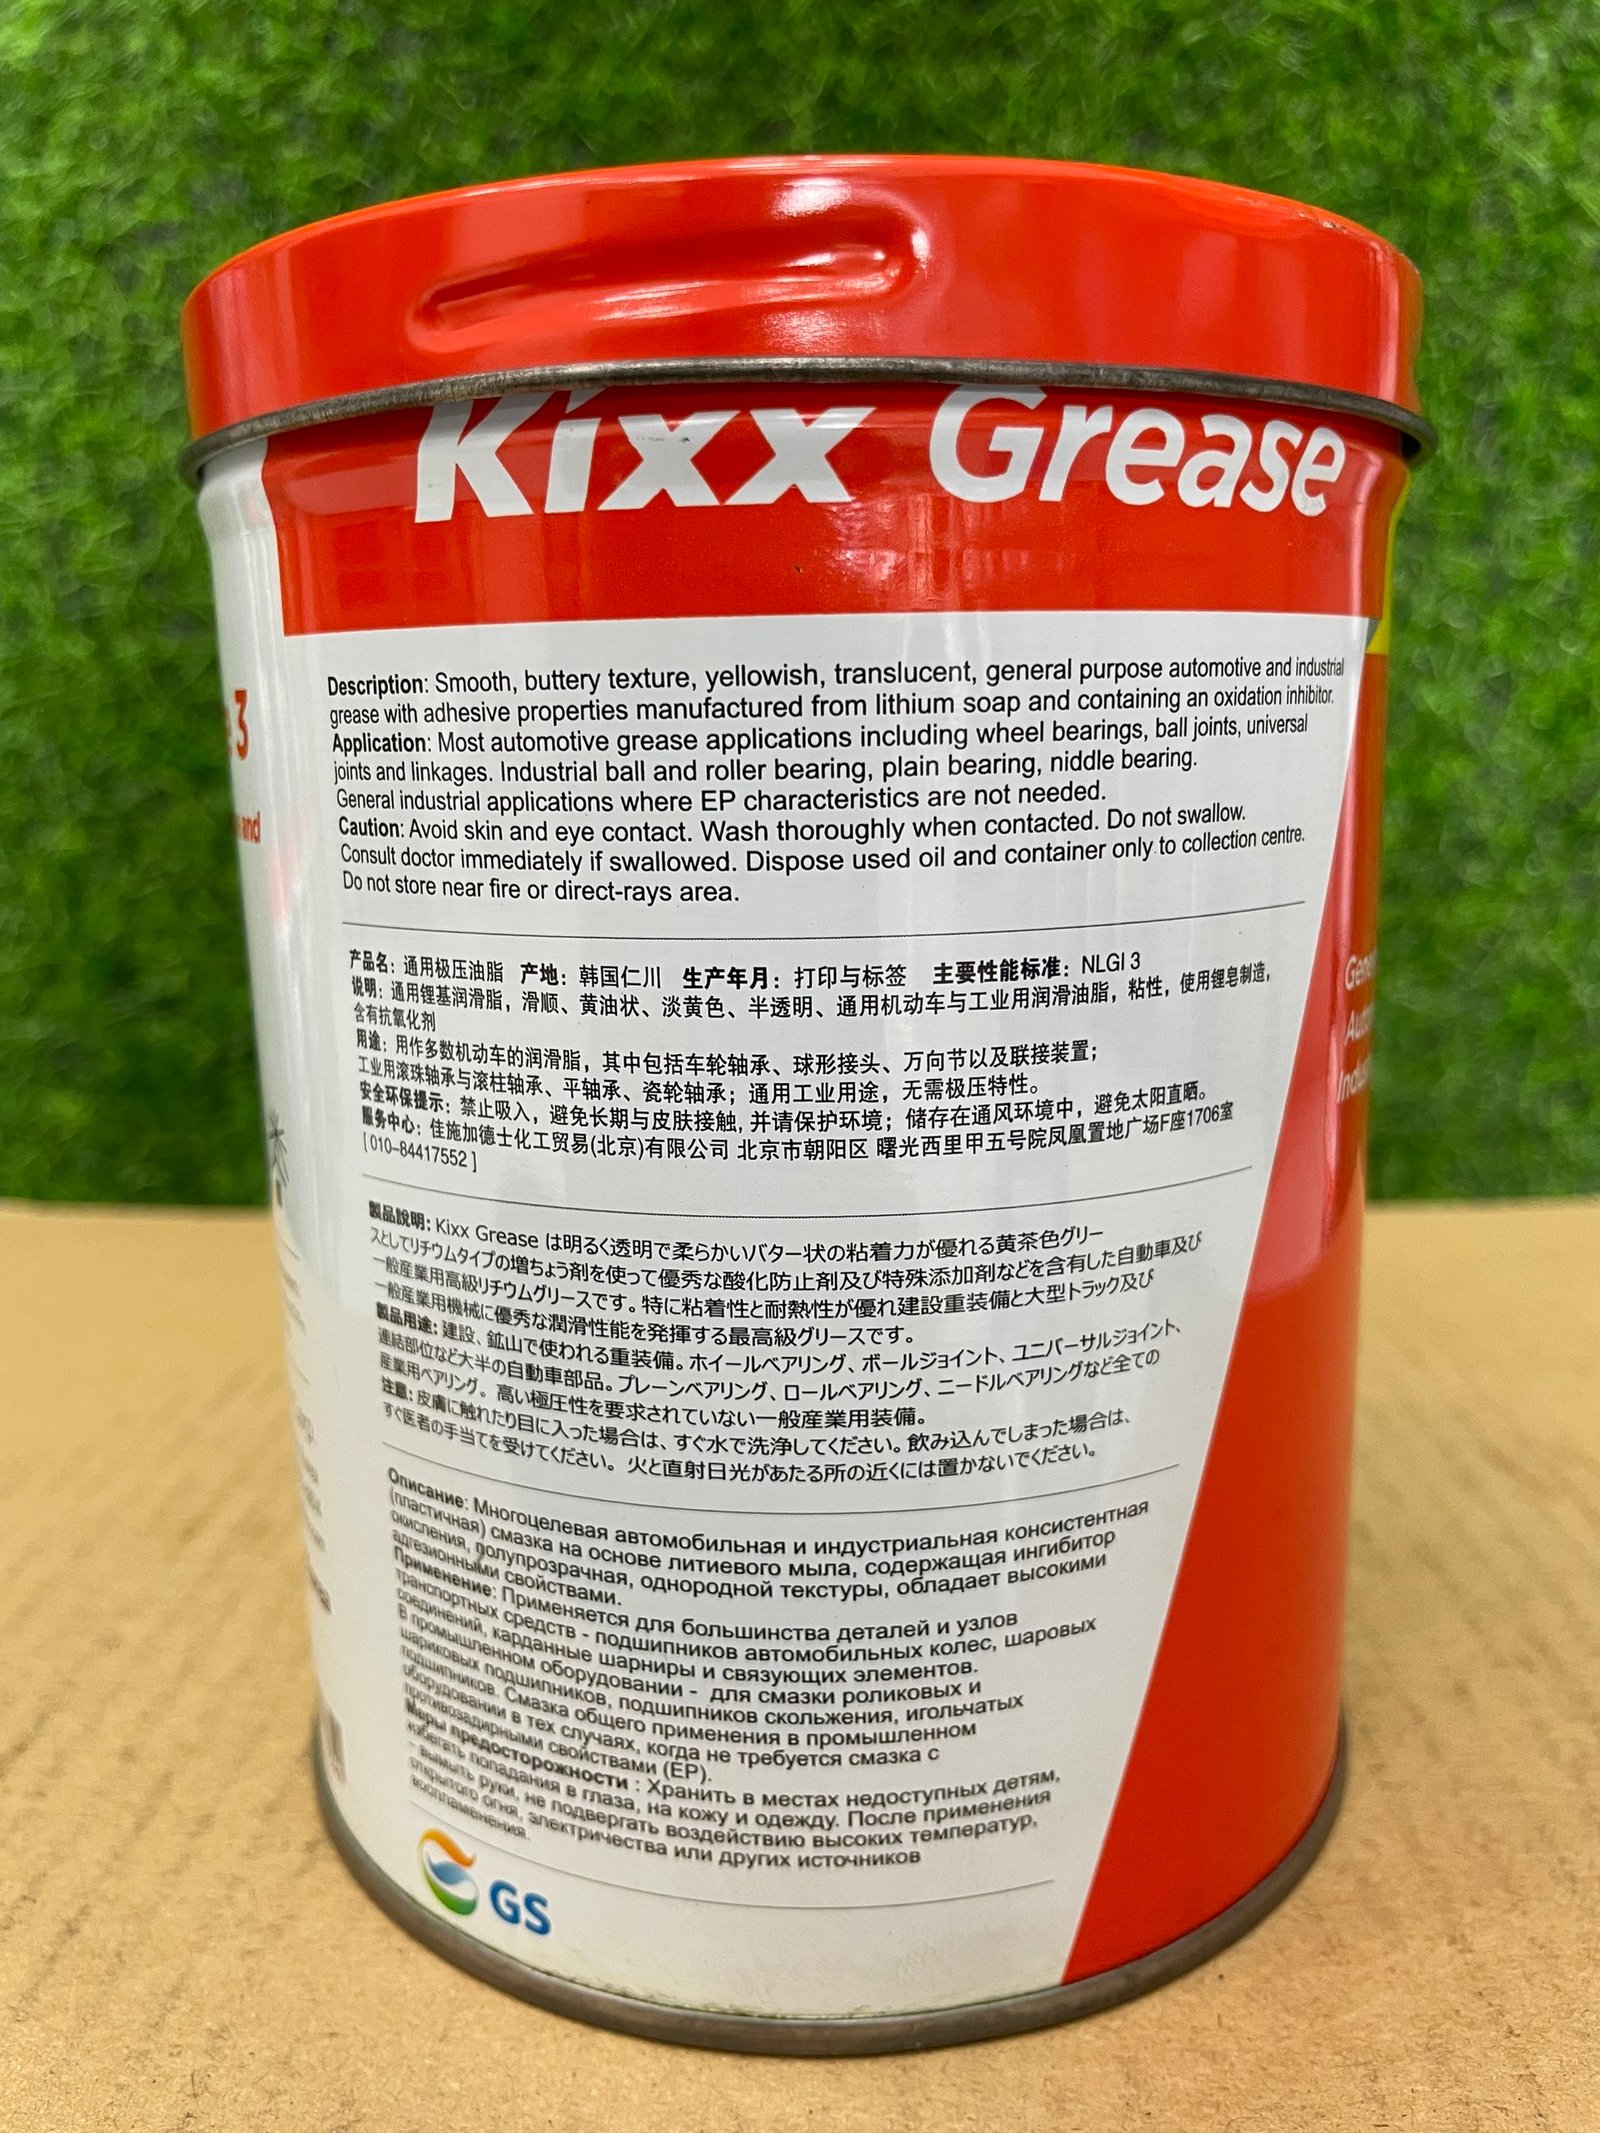 Kixx Grease
3
and
Description: Smooth, buttery texture, yellowish, translucent, general purpose automotive and industrial
grease with adhesive properties manufactured from lithium soap and containing an oxidation inhibitor.
Application: Most automotive grease applications including wheel bearings, ball joints, universal
joints and linkages. Industrial ball and roller bearing, plain bearing, niddle bearing.
General industrial applications where EP characteristics are not needed.
Caution: Avoid skin and eye contact. Wash thoroughly when contacted. Do not swallow.
Consult doctor immediately if swallowed. Dispose used oil and container only to collection centre.
Do not store near fire or direct-rays area.
产品名：通用极压油脂 产地：韩国仁川 生产年月：打印与标签 主要性能标准：NLGI 3
说明：通用锂基润滑脂，滑顺、黄油状、淡黄色、半透明、通用机动车与工业用润滑油脂，粘性，使用锂皂制造，
含有抗氧化剂
用途：用作多数机动车的润滑脂，其中包括车轮轴承、球形接头、万向节以及联接装置；
工业用滚珠轴承与滚柱轴承、平轴承、瓷轮轴承；通用工业用途，无需极压特性。
安全环保提示：禁止吸入，避免长期与皮肤接触, 并请保护环境；储存在通风环境中，避免太阳直晒。
服务中心：佳施加德士化工贸易(北京)有限公司 北京市朝阳区 曙光西里甲五号院凤凰置地广场F座1706室
[ 010-84417552 ]
製品說明: Kixx Grease は明るく透明で柔らかいバター状の粘着力が優れる黄茶色グリー
スとしてリチウムタイプの増ちょう剤を使って優秀な酸化防止剤及び特殊添加剤などを含有した自動車及び
一般産業用高級リチウムグリースです。特に粘着性と耐熱性が優れ建設重装備と大型トラック及び
一般産業用機械に優秀な潤滑性能を発揮する最高級グリースです。
製品用途: 建設、鉱山で使われる重装備。ホイールベアリング、ボールジョイント、ユニバーサルジョイント、
連結部位など大半の自動車部品。プレーンベアリング、ロールベアリング、ニードルベアリングなど全ての
産業用ベアリング。高い極圧性を要求されていない一般産業用装備。
注意: 皮膚に触れたり目に入った場合は、すぐ水で洗浄してください。飲み込んでしまった場合は、
すぐ医者の手当てを受けてください。火と直射日光があたる所の近くには置かないでください。
Описание: Многоцелевая автомобильная и индустриальная консистентная
(пластичная) смазка на основе литиевого мыла, содержащая ингибитор
окисления, полупрозрачная, однородной текстуры, обладает высокими
адгезионными свойствами.
Применение: Применяется для большинства деталей и узлов
транспортных средств - подшипников автомобильных колес, шаровых
соединений, карданные шарниры и связующих элементов.
В промышленном оборудовании - для смазки роликовых и
шариковых подшипников, подшипников скольжения, игольчатых
подшипников. Смазка общего применения в промышленном
оборудовании в тех случаях, когда не требуется смазка с
противозадирными свойствами (EP).
Меры предосторожности : Хранить в местах недоступных детям,
избегать попадания в глаза, на кожу и одежду. После применения
- вымыть руки, не подвергать воздействию высоких температур,
открытого огня, электричества или других источников
воспламенения.
GS